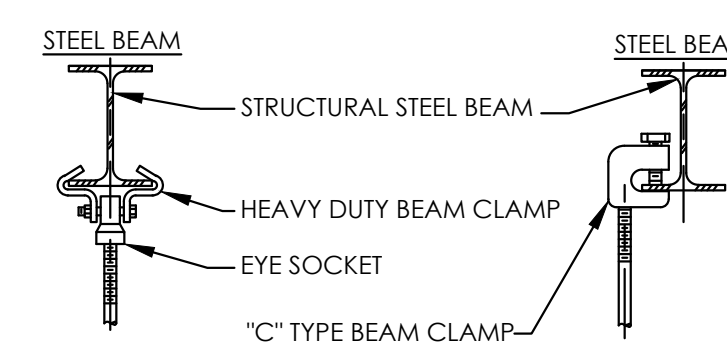 STEEL BEAM
STEEL BEA
STRUCTURAL STEEL BEAM
HEAVY DUTY BEAM CLAMP
EYE SOCKET
"C" TYPE BEAM CLAMP